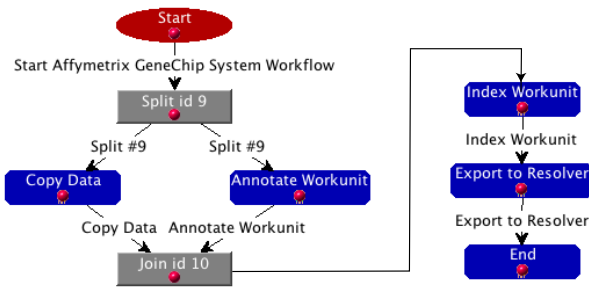 Start
Start Affymetrix GeneChip System Workflow
Split id 9
Split #9
Split #9
Copy Data
Annotate Workunit
Copy Data
Annotate Workunit
Join id 10
Index Workunit
Index Workunit
Export to Resolver
Export to Resolver
End